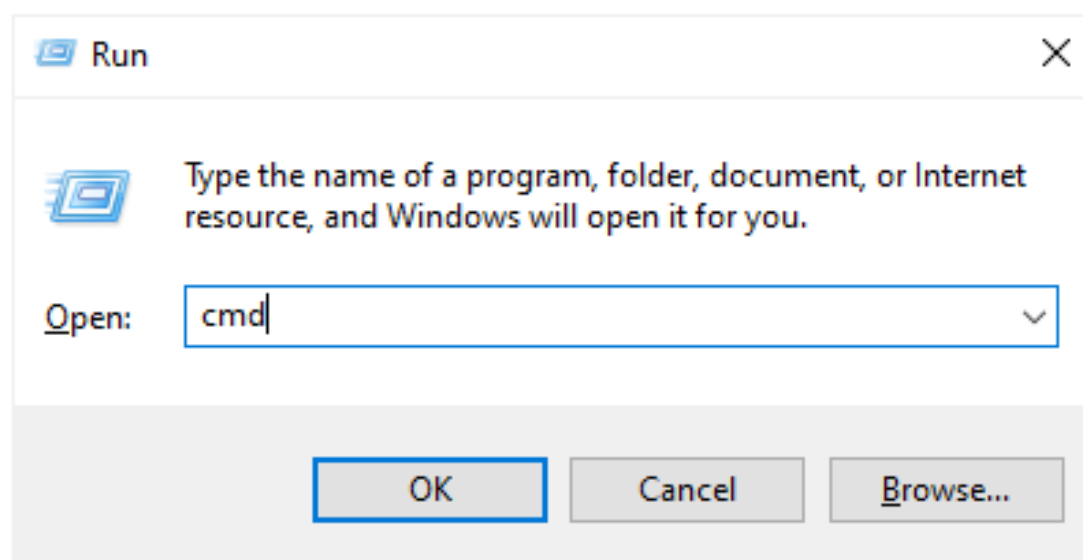 Run
Type the name of a program, folder, document, or Internet
resource, and Windows will open it for you.
Open: cmd
OK Cancel Browse...